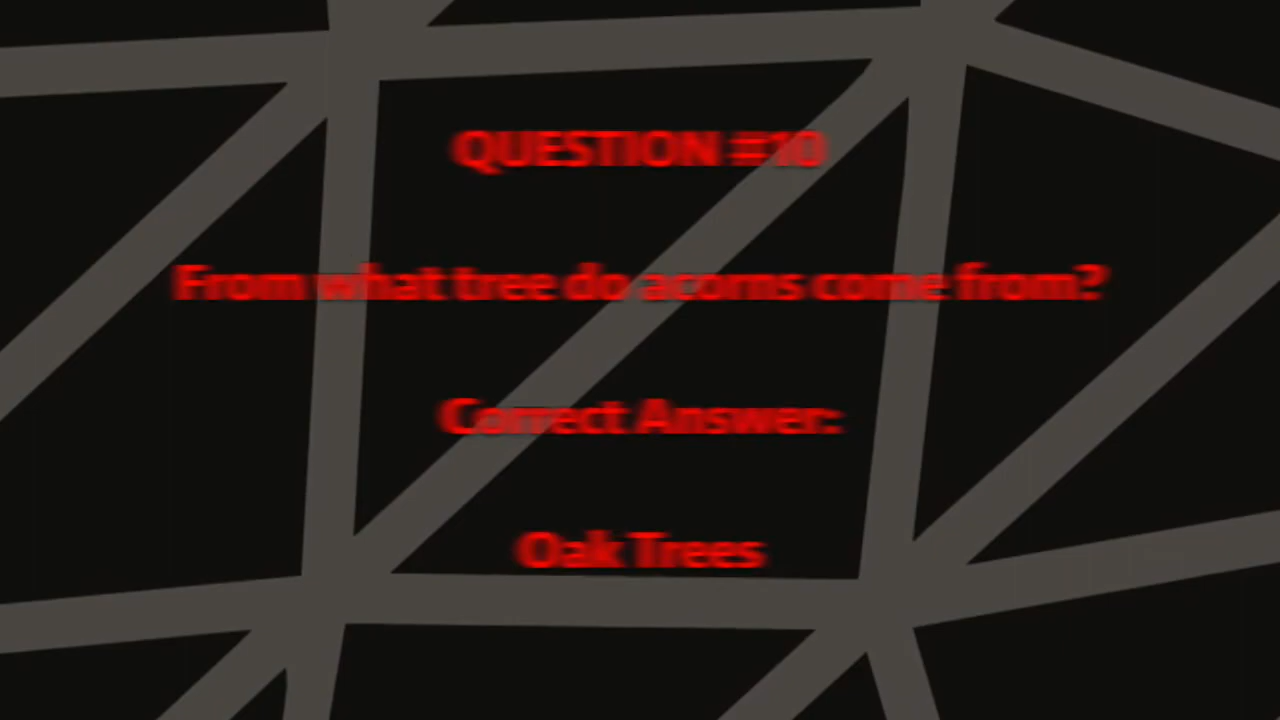 QUESTION #10
From what tree do acorns come from?
Correct Answer:
Oak Trees